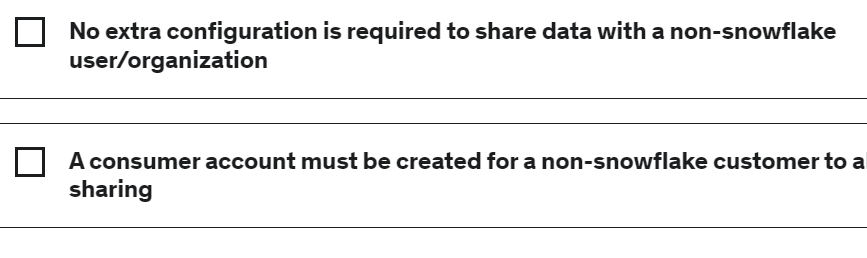 No extra configuration is required to share data with a non-snowflake
user/organization
A consumer account must be created for a non-snowflake customer to
sharing